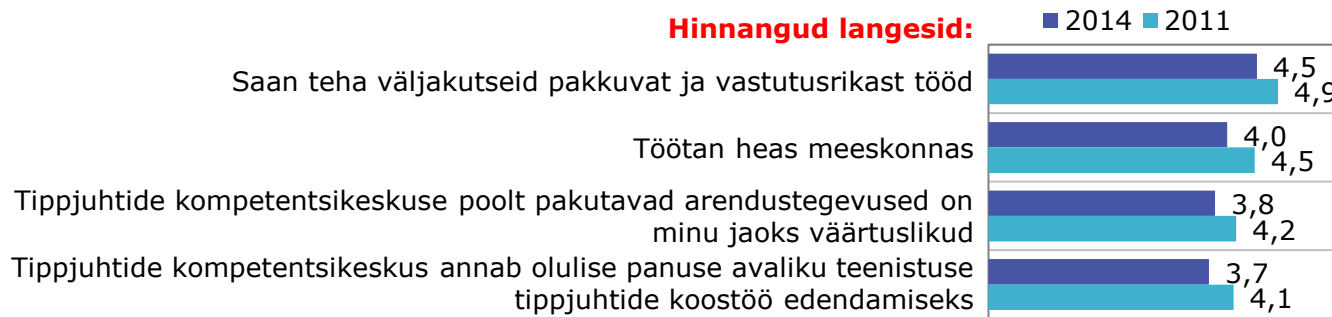 Hinnangud langesid:
2014 2011
Saan teha väljakutseid pakkuvat ja vastutusrikast tööd
4,5
4,9
Töötan heas meeskonnas
4,0
4,5
Tippjuhtide kompetentsikeskuse poolt pakutavad arendustegevused on
minu jaoks väärtuslikud
3,8
4,2
Tippjuhtide kompetentsikeskus annab olulise panuse avaliku teenistuse
tippjuhtide koostöö edendamiseks
3,7
4,1